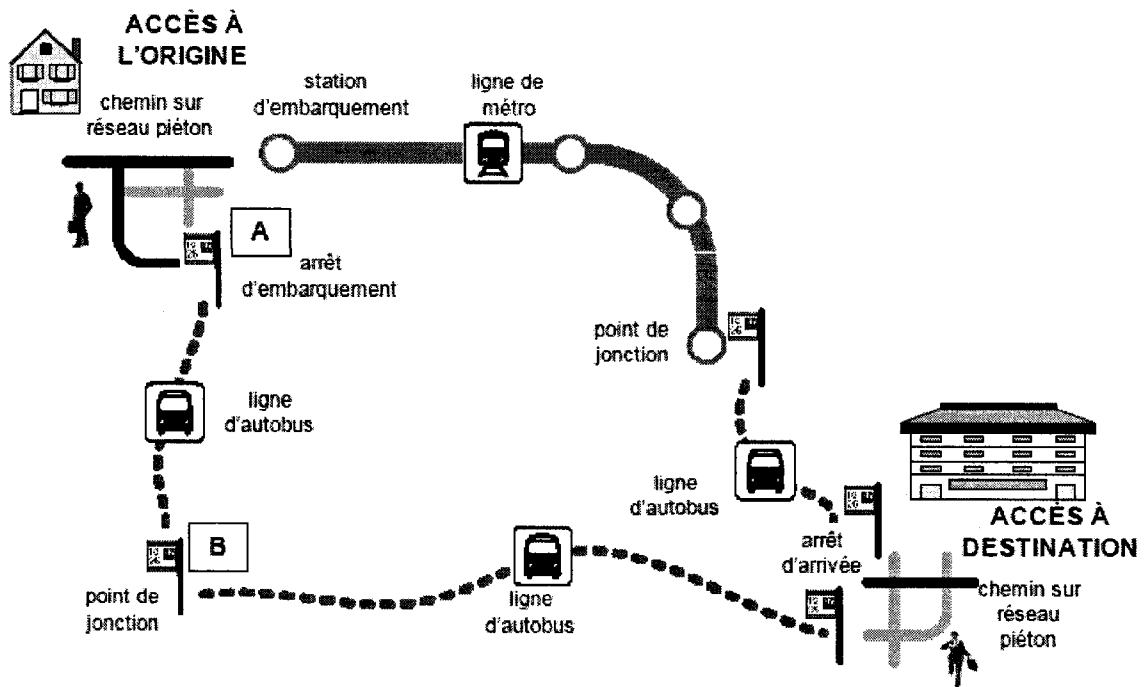 ACCÈS À
L'ORIGINE
chemin sur
réseau piéton
station
d'embarquement
ligne de
métro
A
arrêt
d'embarquement
point de
jonction
ligne
d'autobus
ligne
d'autobus
ACCÈS À
DESTINATION
B
arrêt
d'arrivée
point de
jonction
ligne
d'autobus
chemin sur
réseau
piéton